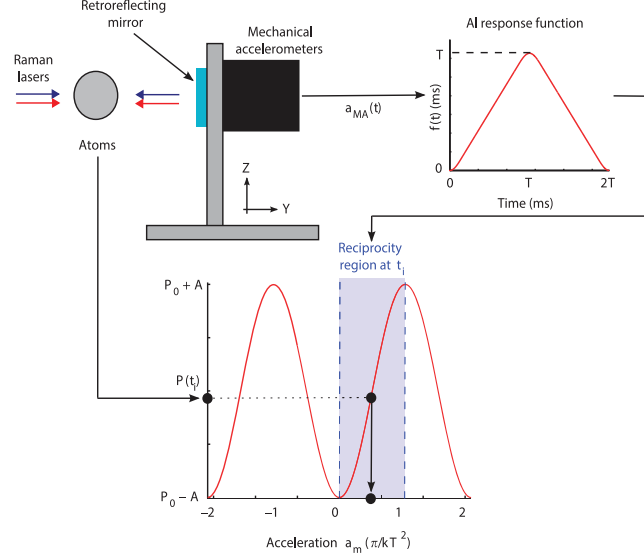 Retroreflecting
mirror
Mechanical
accelerometers
AI response function
Raman
lasers
Atoms
Z
Y
a_MA(t)
T
f(t) (ms)
0
0 T 2T
Time (ms)
Reciprocity
region at t_i
P_0 + A
P(t_i)
P_0 − A
−2 −1 0 1 2
Acceleration a_m (π/kT^2)